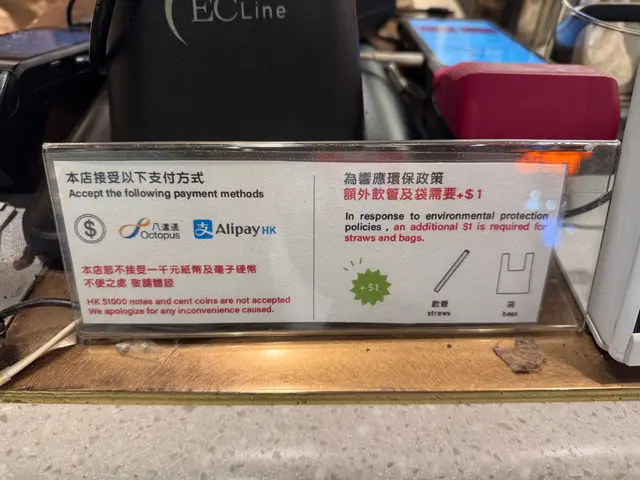 ECLine
本店接受以下支付方式
Accept the following payment methods
$
八達通
Octopus
支 Alipay HK
本店恕不接受一千元紙幣及毫子硬幣
不便之處 敬請體諒
HK $1000 notes and cent coins are not accepted
We apologize for any inconvenience caused.
為響應環保政策
額外飲管及袋需要+$1
In response to environmental protection
policies , an additional $1 is required for
straws and bags.
+ $1
飲管
straws
袋
bags